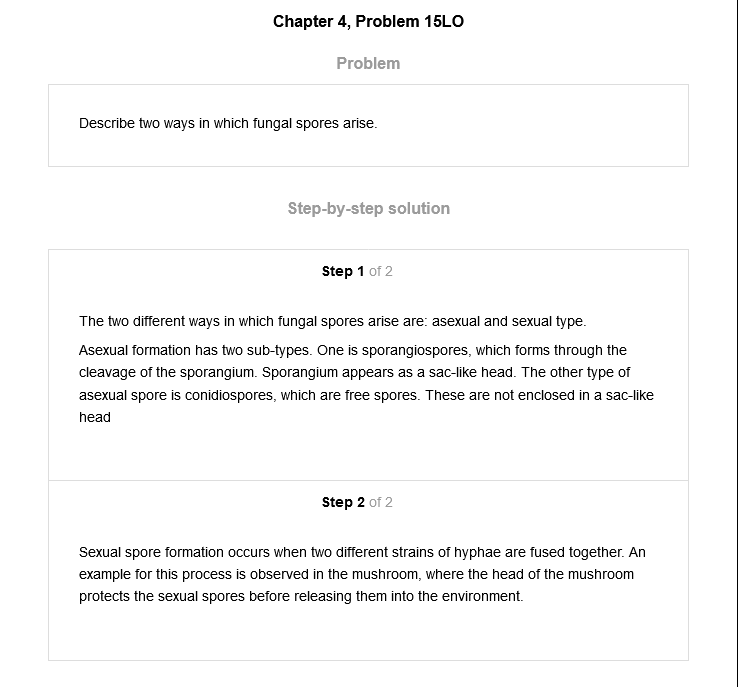 Chapter 4, Problem 15LO
Problem
Describe two ways in which fungal spores arise.
Step-by-step solution
Step 1 of 2
The two different ways in which fungal spores arise are: asexual and sexual type.
Asexual formation has two sub-types. One is sporangiospores, which forms through the
cleavage of the sporangium. Sporangium appears as a sac-like head. The other type of
asexual spore is conidiospores, which are free spores. These are not enclosed in a sac-like
head
Step 2 of 2
Sexual spore formation occurs when two different strains of hyphae are fused together. An
example for this process is observed in the mushroom, where the head of the mushroom
protects the sexual spores before releasing them into the environment.